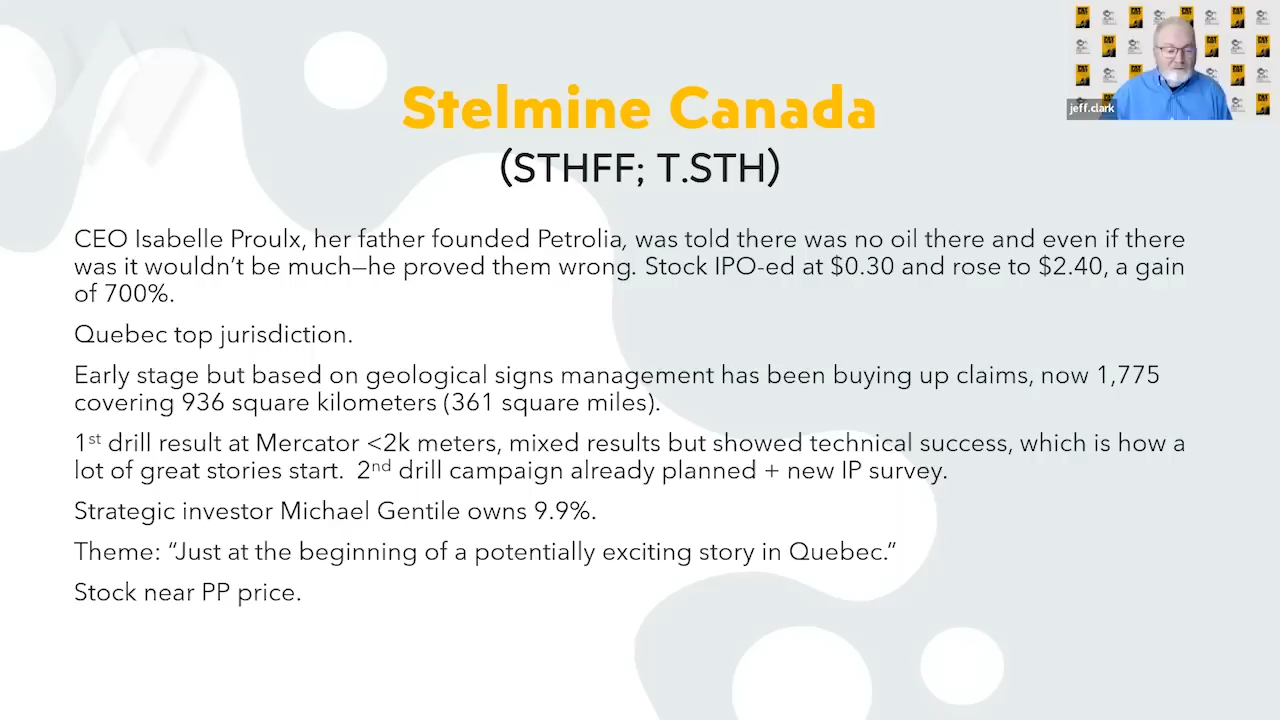 jeff.clark
Stelmine Canada
(STHFF; T.STH)
CEO Isabelle Proulx, her father founded Petrolia, was told there was no oil there and even if there
was it wouldn’t be much—he proved them wrong. Stock IPO-ed at $0.30 and rose to $2.40, a gain
of 700%.
Quebec top jurisdiction.
Early stage but based on geological signs management has been buying up claims, now 1,775
covering 936 square kilometers (361 square miles).
1st drill result at Mercator <2k meters, mixed results but showed technical success, which is how a
lot of great stories start. 2nd drill campaign already planned + new IP survey.
Strategic investor Michael Gentile owns 9.9%.
Theme: “Just at the beginning of a potentially exciting story in Quebec.”
Stock near PP price.